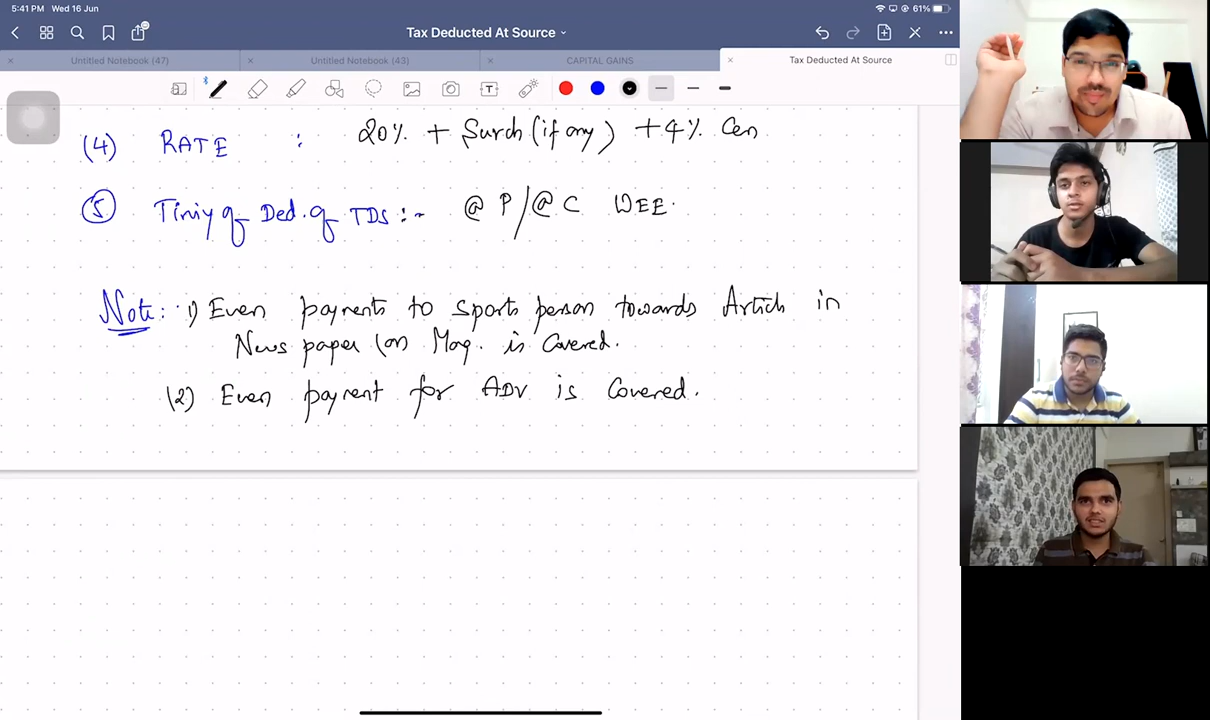 5:41 PM Wed 16 Jun
61%
Tax Deducted At Source
Untitled Notebook (47)
Untitled Notebook (43)
CAPITAL GAINS
Tax Deducted At Source
(4) RATE : 20% + Surch (if any) + 4% Cess
(5) Timing of Ded. of TDS :- @ P/@ C WEE.
Note: 1) Even payments to sports person towards Article in
News paper (or) Mag. is Covered.
(2) Even payment for ADV is Covered.